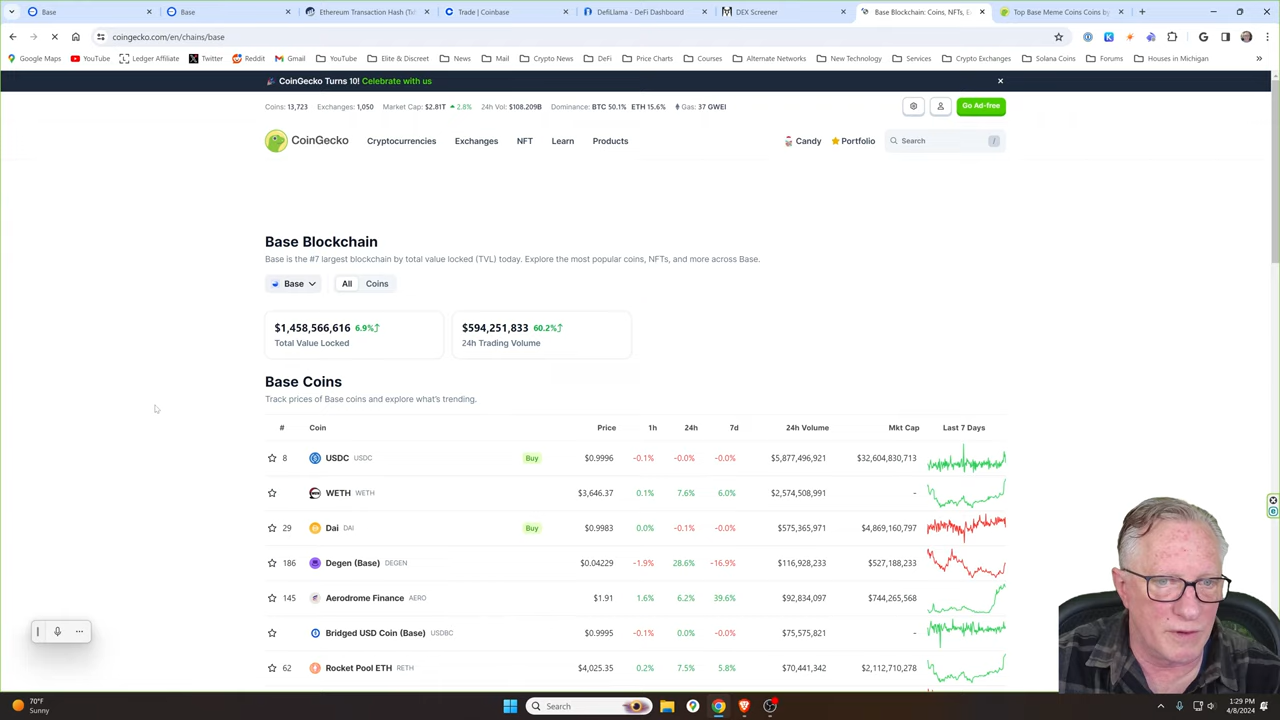 Base
Base
Ethereum Transaction Hash (Txh
Trade | Coinbase
DefiLlama - DeFi Dashboard
DEX Screener
Base Blockchain: Coins, NFTs, E
Top Base Meme Coins Coins by
coingecko.com/en/chains/base
Google Maps
YouTube
Ledger Affiliate
Twitter
Reddit
Gmail
YouTube
Elite & Discreet
News
Mail
Crypto News
DeFi
Price Charts
Courses
Alternate Networks
New Technology
Services
Crypto Exchanges
Solana Coins
Forums
Houses in Michigan
CoinGecko Turns 10! Celebrate with us
Coins: 13,723 Exchanges: 1,050 Market Cap: $2.81T 2.8% 24h Vol: $108.209B Dominance: BTC 50.1% ETH 15.6% Gas: 37 GWEI
Go Ad-free
CoinGecko
Cryptocurrencies
Exchanges
NFT
Learn
Products
Candy
Portfolio
Search
/
Base Blockchain
Base is the #7 largest blockchain by total value locked (TVL) today. Explore the most popular coins, NFTs, and more across Base.
Base
All
Coins
$1,458,566,616 6.9%
Total Value Locked
$594,251,833 60.2%
24h Trading Volume
Base Coins
Track prices of Base coins and explore what's trending.
# Coin Price 1h 24h 7d 24h Volume Mkt Cap Last 7 Days
8 USDC USDC Buy $0.9996 -0.1% -0.0% -0.0% $5,877,496,921 $32,604,830,713
WETH WETH $3,646.37 0.1% 7.6% 6.0% $2,574,508,991 -
29 Dai DAI Buy $0.9983 0.0% -0.1% -0.0% $575,365,971 $4,869,160,797
186 Degen (Base) DEGEN $0.04229 -1.9% 28.6% -16.9% $116,928,233 $527,188,233
145 Aerodrome Finance AERO $1.91 1.6% 6.2% 39.6% $92,834,097 $744,265,568
Bridged USD Coin (Base) USDBC $0.9995 -0.1% 0.0% -0.0% $75,575,821 -
62 Rocket Pool ETH RETH $4,025.35 0.2% 7.5% 5.8% $70,441,342 $2,112,710,278
70°F
Sunny
Search
1:29 PM
4/8/2024